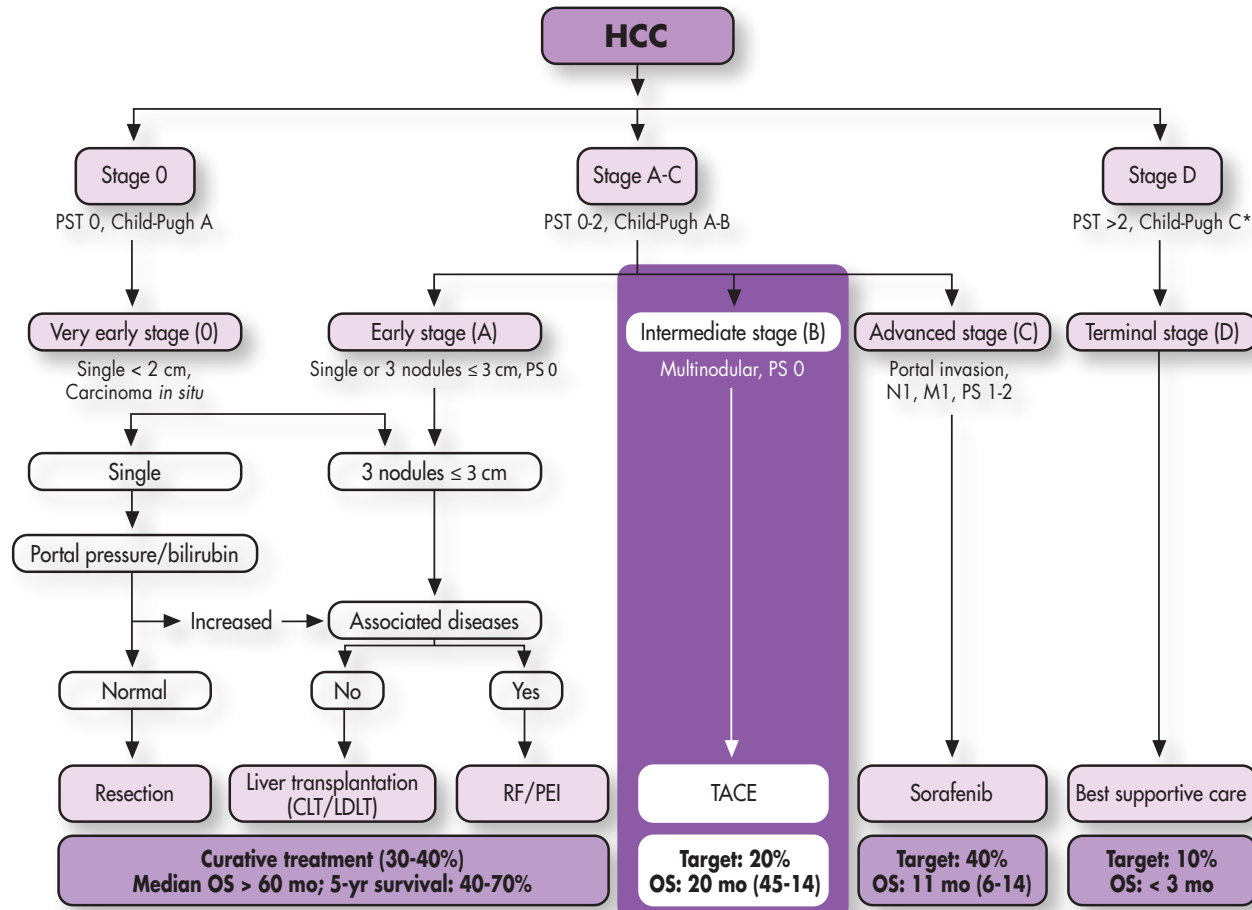 HCC
Stage 0
PST 0, Child-Pugh A
Stage A-C
PST 0-2, Child-Pugh A-B
Stage D
PST >2, Child-Pugh C*
Very early stage (0)
Single < 2 cm,
Carcinoma in situ
Early stage (A)
Single or 3 nodules ≤ 3 cm, PS 0
Intermediate stage (B)
Multinodular, PS 0
Advanced stage (C)
Portal invasion,
N1, M1, PS 1-2
Terminal stage (D)
Single
3 nodules ≤ 3 cm
Portal pressure/bilirubin
Increased
Associated diseases
Normal
No
Yes
Resection
Liver transplantation
(CLT/LDLT)
RF/PEI
TACE
Sorafenib
Best supportive care
Curative treatment (30-40%)
Median OS > 60 mo; 5-yr survival: 40-70%
Target: 20%
OS: 20 mo (45-14)
Target: 40%
OS: 11 mo (6-14)
Target: 10%
OS: < 3 mo